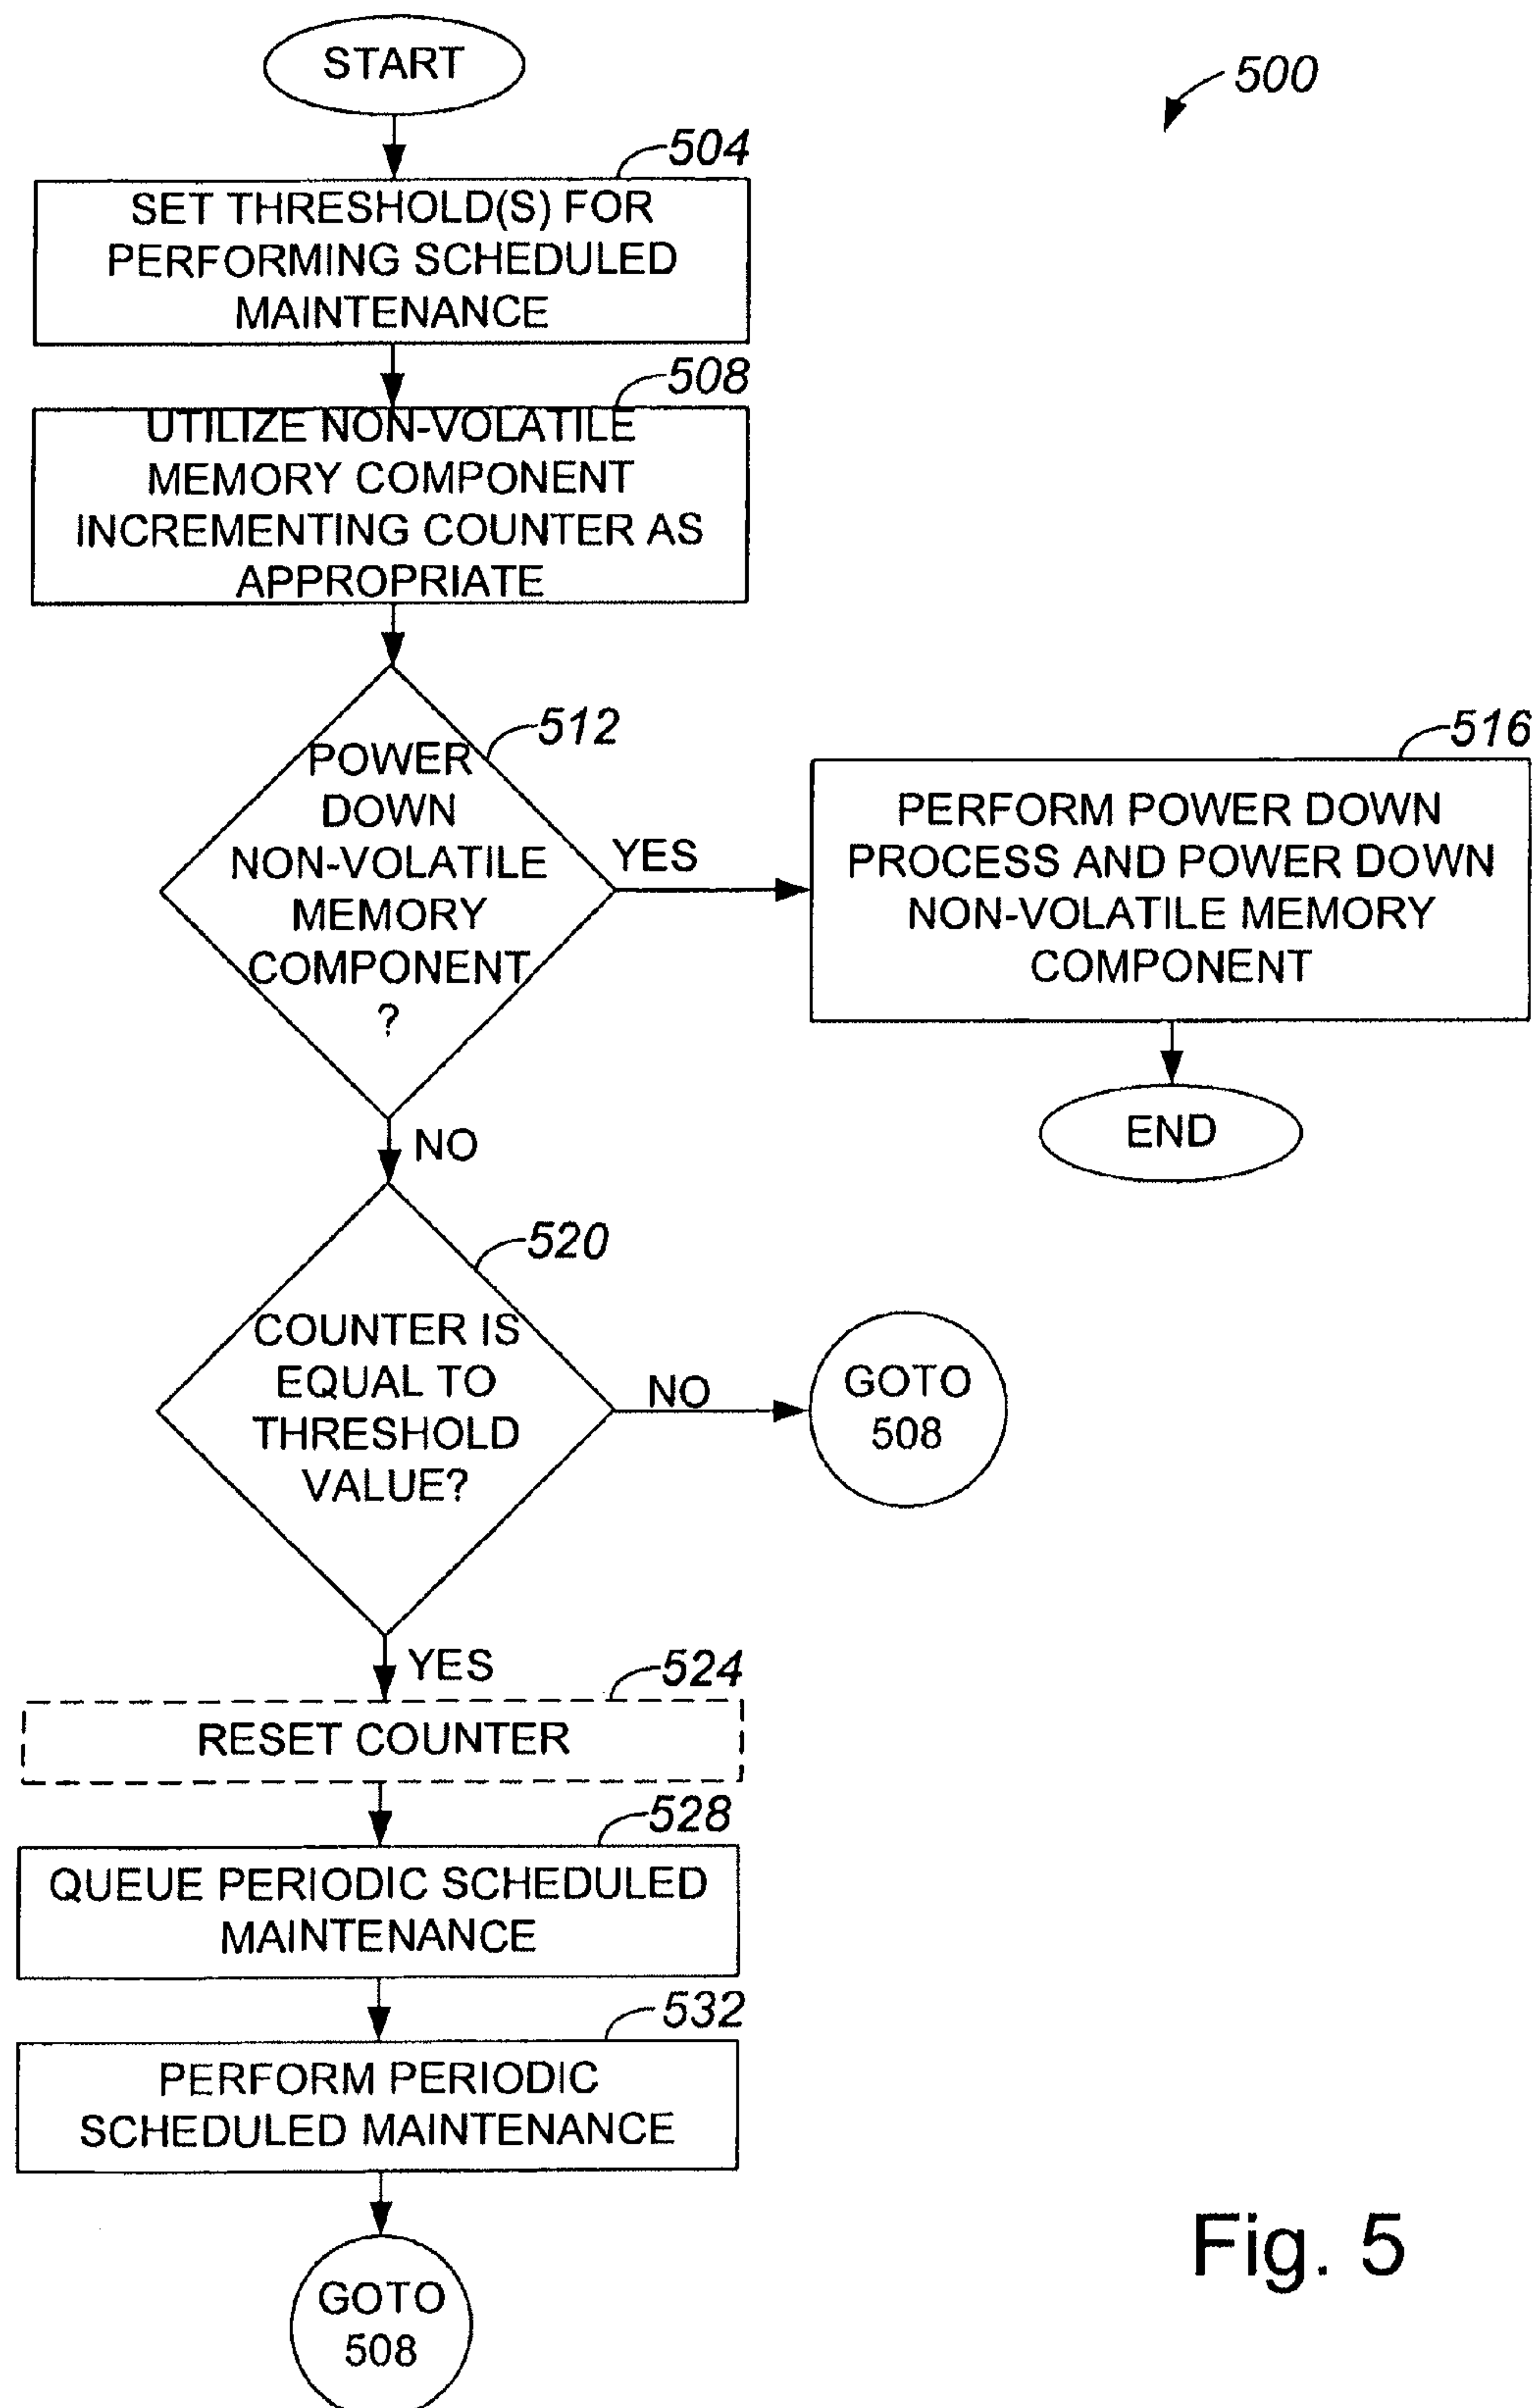 START
500
504
SET THRESHOLD(S) FOR
PERFORMING SCHEDULED
MAINTENANCE
508
UTILIZE NON-VOLATILE
MEMORY COMPONENT
INCREMENTING COUNTER AS
APPROPRIATE
512
POWER
DOWN
NON-VOLATILE
MEMORY
COMPONENT
?
YES
516
PERFORM POWER DOWN
PROCESS AND POWER DOWN
NON-VOLATILE MEMORY
COMPONENT
END
NO
520
COUNTER IS
EQUAL TO
THRESHOLD
VALUE?
NO
GOTO
508
YES
524
RESET COUNTER
528
QUEUE PERIODIC SCHEDULED
MAINTENANCE
532
PERFORM PERIODIC
SCHEDULED MAINTENANCE
GOTO
508
Fig. 5